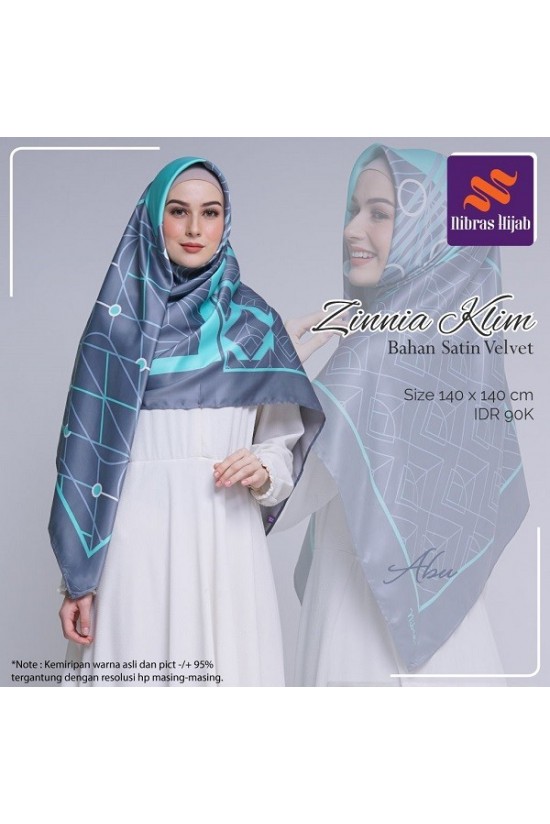 Nibras Hijab
Zinnia Klim
Bahan Satin Velvet
Size 140 x 140 cm
IDR 90K
Abu
*Note : Kemiripan warna asli dan pict -/+ 95%
tergantung dengan resolusi hp masing-masing.